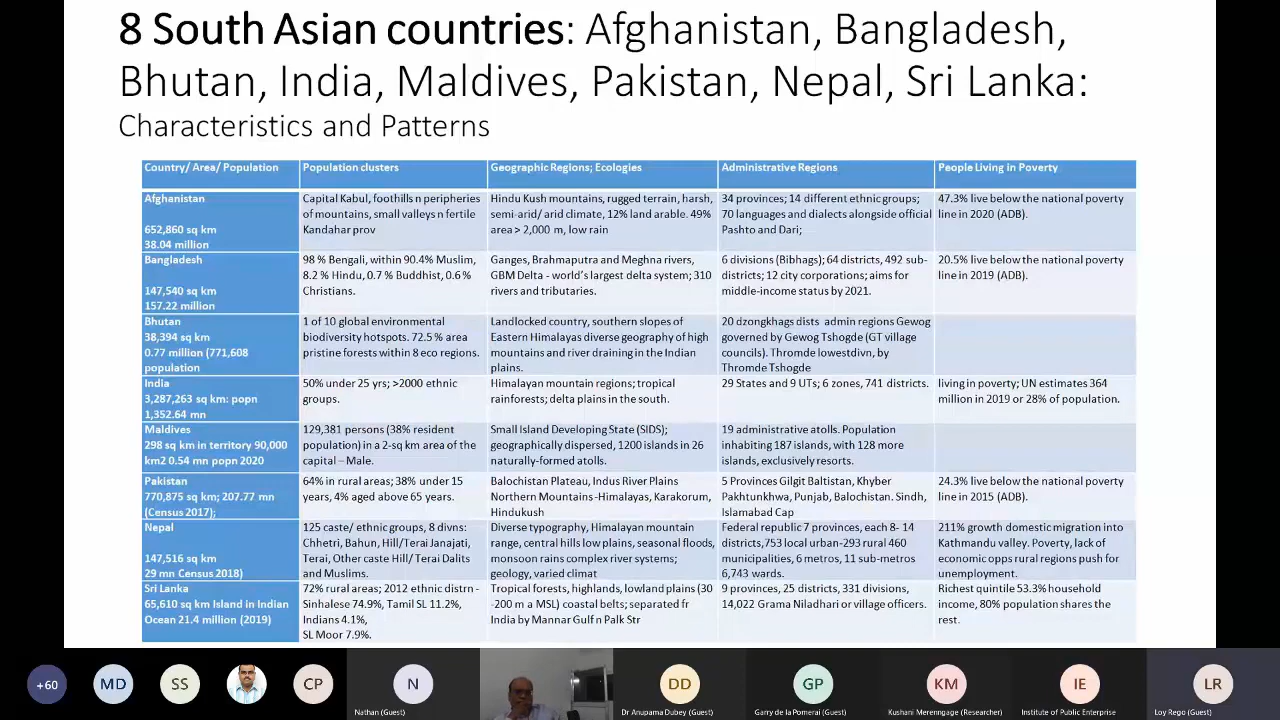 8 South Asian countries: Afghanistan, Bangladesh,
Bhutan, India, Maldives, Pakistan, Nepal, Sri Lanka:
Characteristics and Patterns
Country/ Area/ Population
Population clusters
Geographic Regions; Ecologies
Administrative Regions
People Living in Poverty
Afghanistan
652,860 sq km
38.04 million
Capital Kabul, foothills n peripheries
of mountains, small valleys n fertile
Kandahar prov
Hindu Kush mountains, rugged terrain, harsh,
semi-arid/ arid climate, 12% land arable. 49%
area > 2,000 m, low rain
34 provinces; 14 different ethnic groups;
70 languages and dialects alongside official
Pashto and Dari;
47.3% live below the national poverty
line in 2020 (ADB).
Bangladesh
147,540 sq km
157.22 million
98 % Bengali, within 90.4% Muslim,
8.2 % Hindu, 0.7 % Buddhist, 0.6 %
Christians.
Ganges, Brahmaputra and Meghna rivers,
GBM Delta - world's largest delta system; 310
rivers and tributaries.
6 divisions (Bibhags); 64 districts, 492 sub-
districts; 12 city corporations; aims for
middle-income status by 2021.
20.5% live below the national poverty
line in 2019 (ADB).
Bhutan
38,394 sq km
0.77 million (771,608
population
1 of 10 global environmental
biodiversity hotspots. 72.5 % area
pristine forests within 8 eco regions.
Landlocked country, southern slopes of
Eastern Himalayas diverse geography of high
mountains and river draining in the Indian
plains.
20 dzongkhags dists admin regions Gewog
governed by Gewog Tshogde (GT village
councils). Thromde lowestdivn, by
Thromde Tshogde
India
3,287,263 sq km: popn
1,352.64 mn
50% under 25 yrs; >2000 ethnic
groups.
Himalayan mountain regions; tropical
rainforests; delta plains in the south.
29 States and 9 UTs; 6 zones, 741 districts.
living in poverty; UN estimates 364
million in 2019 or 28% of population.
Maldives
298 sq km in territory 90,000
km2 0.54 mn popn 2020
129,381 persons (38% resident
population) in a 2-sq km area of the
capital – Male.
Small Island Developing State (SIDS);
geographically dispersed, 1200 islands in 26
naturally-formed atolls.
19 administrative atolls. Population
inhabiting 187 islands, with 128 more
islands, exclusively resorts.
Pakistan
770,875 sq km; 207.77 mn
(Census 2017);
64% in rural areas; 38% under 15
years, 4% aged above 65 years.
Balochistan Plateau, Indus River Plains
Northern Mountains -Himalayas, Karakorum,
Hindukush
5 Provinces Gilgit Baltistan, Khyber
Pakhtunkhwa, Punjab, Balochistan. Sindh,
Islamabad Cap
24.3% live below the national poverty
line in 2015 (ADB).
Nepal
147,516 sq km
29 mn Census 2018)
125 caste/ ethnic groups, 8 divns:
Chhetri, Bahun, Hill/Terai Janajati,
Terai, Other caste Hill/ Terai Dalits
and Muslims.
Diverse typography, Himalayan mountain
range, central hills low plains, seasonal floods,
monsoon rains complex river systems;
geology, varied climat
Federal republic 7 provinces, each 8- 14
districts,753 local urban-293 rural 460
municipalities, 6 metros, 11 sub-metros
6,743 wards.
211% growth domestic migration into
Kathmandu valley. Poverty, lack of
economic opps rural regions push for
unemployment.
Sri Lanka
65,610 sq km Island in Indian
Ocean 21.4 million (2019)
72% rural areas; 2012 ethnic distrn -
Sinhalese 74.9%, Tamil SL 11.2%,
Indians 4.1%,
SL Moor 7.9%.
Tropical forests, highlands, lowland plains (30
-200 m a MSL) coastal belts; separated fr
India by Mannar Gulf n Palk Str
9 provinces, 25 districts, 331 divisions,
14,022 Grama Niladhari or village officers.
Richest quintile 53.3% household
income, 80% population shares the
rest.
+60
MD
SS
CP
N
DD
GP
KM
IE
LR
Nathan (Guest)
Dr Anupama Dubey (Guest)
Garry de la Pomerai (Guest)
Kushani Merenngage (Researcher)
Institute of Public Enterprise
Loy Rego (Guest)